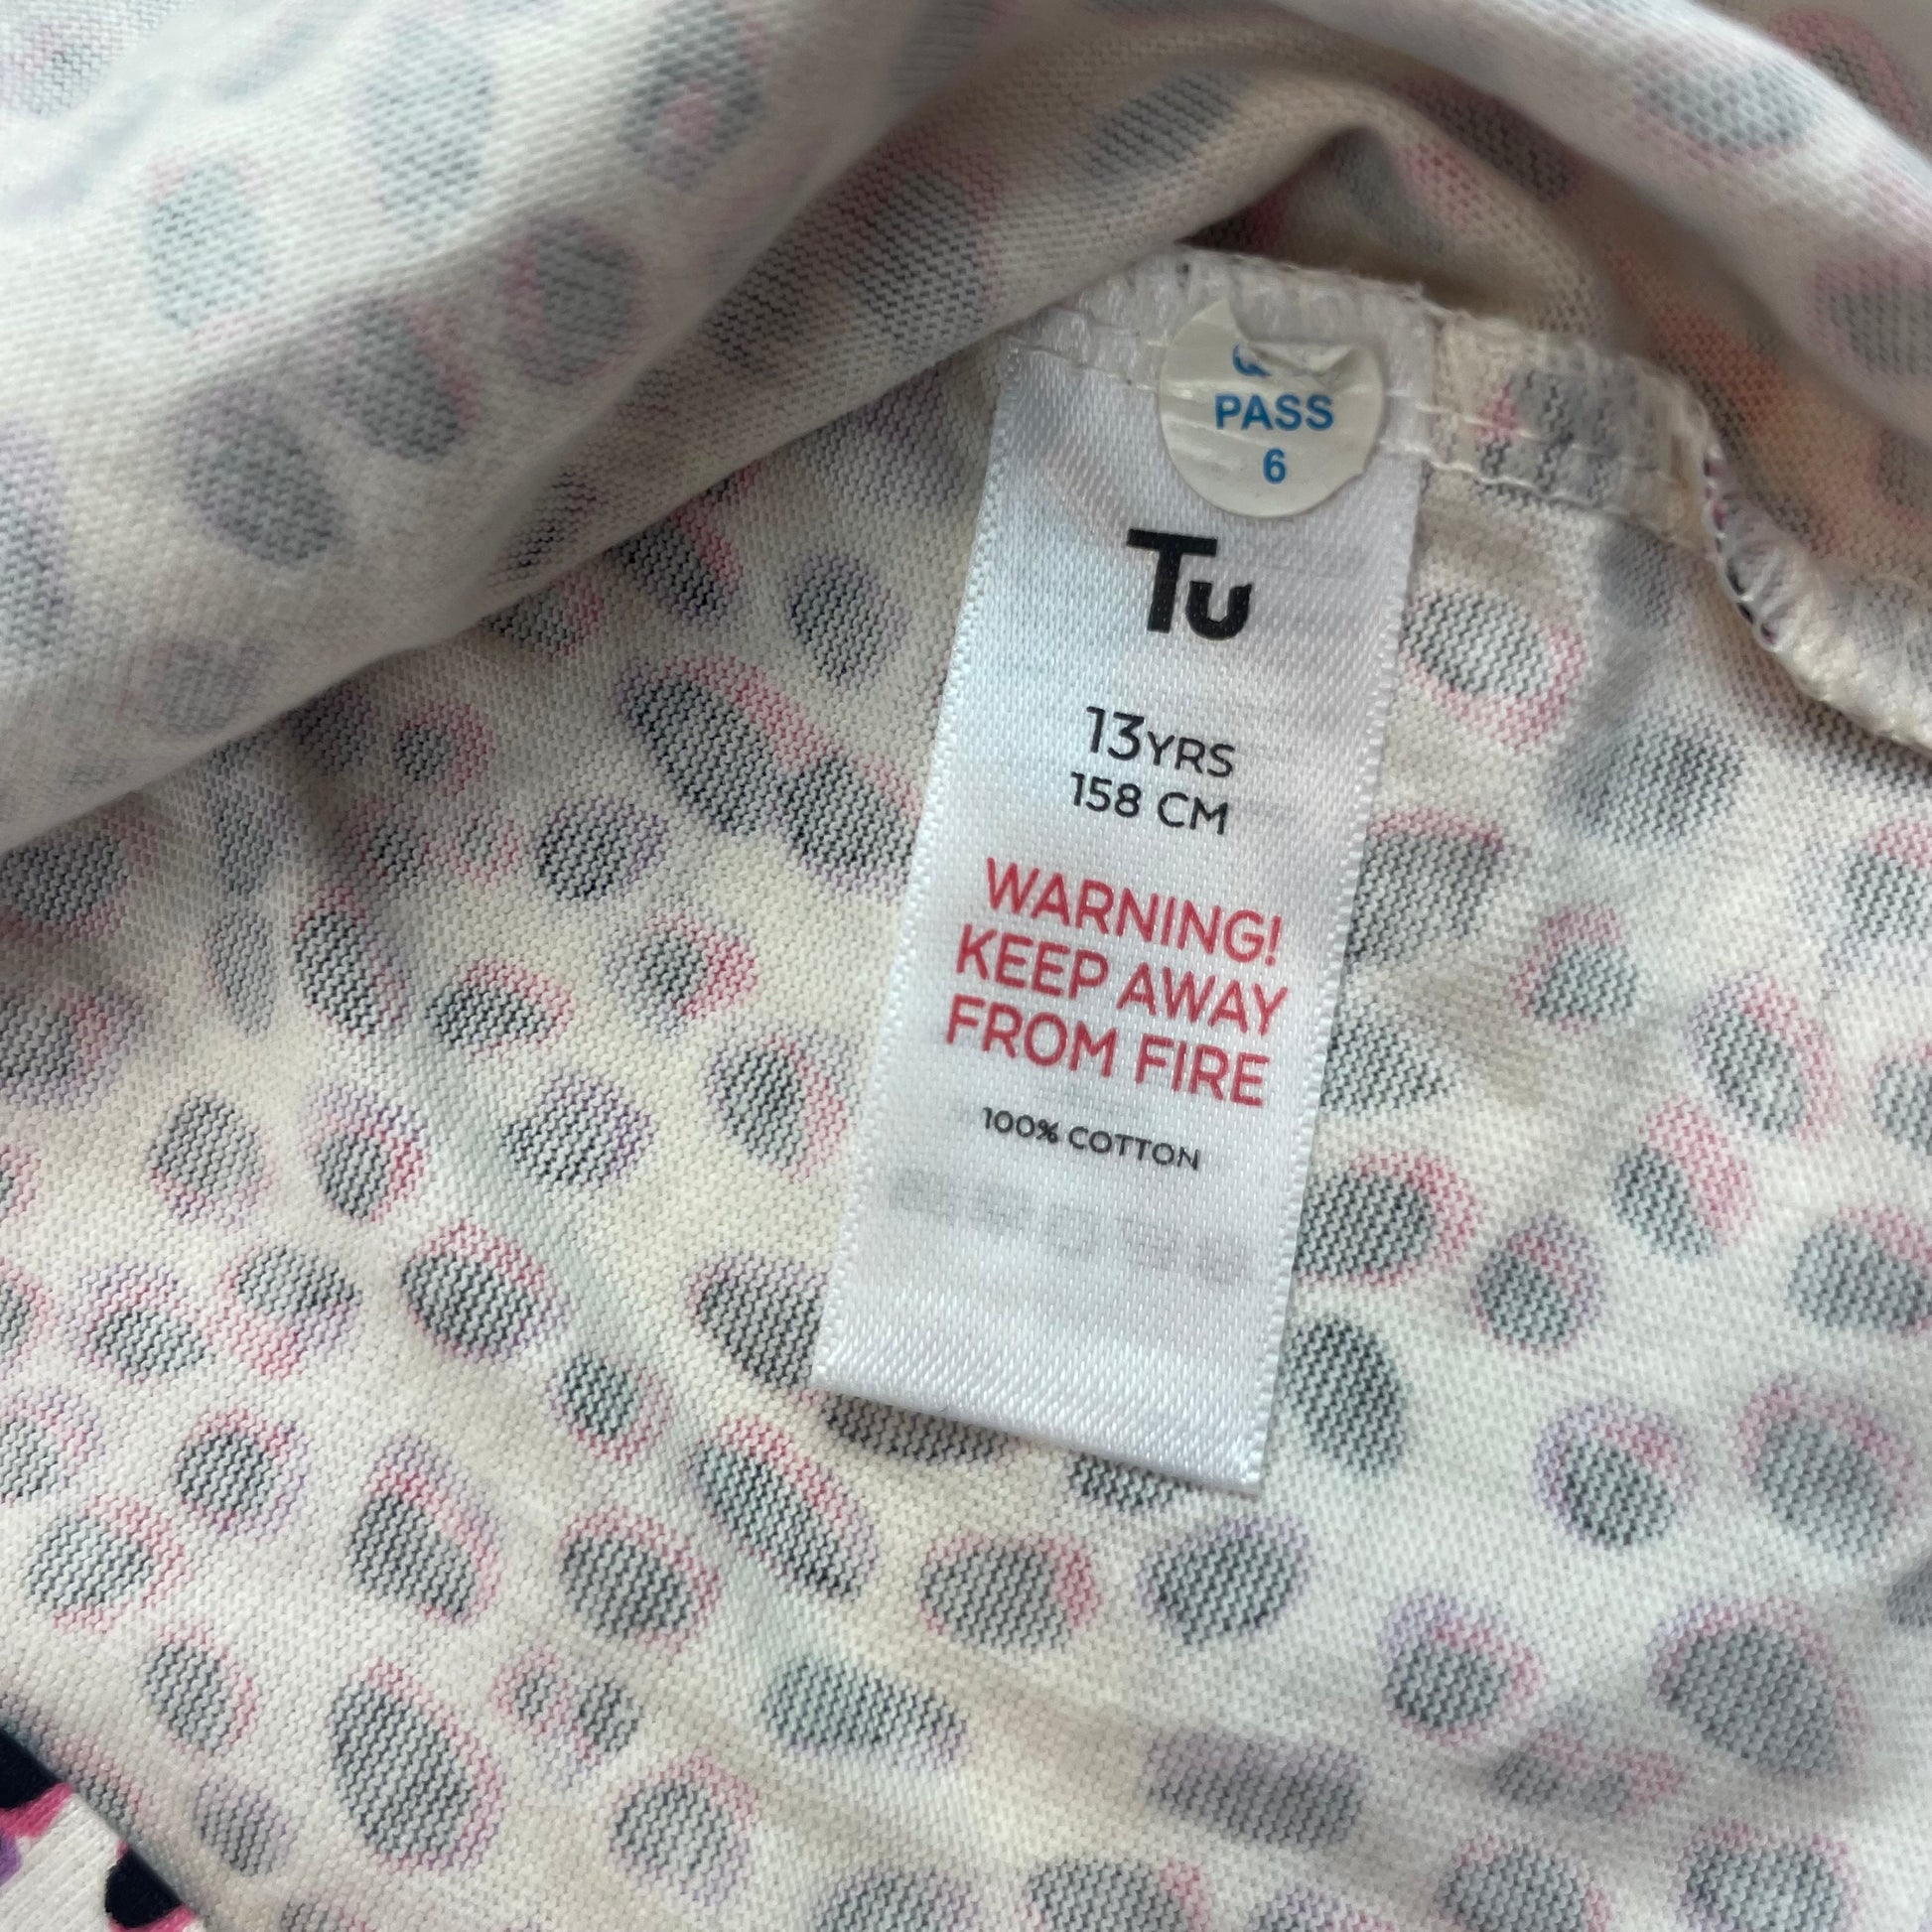 PASS
6
Tu
13YRS
158 CM
WARNING!
KEEP AWAY
FROM FIRE
100% COTTON